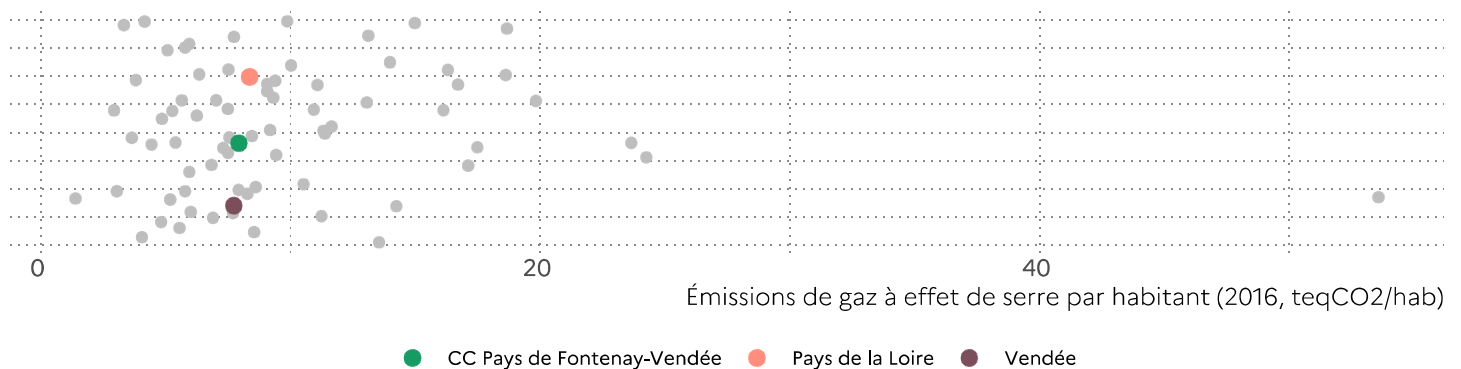 0 20 40
Émissions de gaz à effet de serre par habitant (2016, teqCO2/hab)
CC Pays de Fontenay-Vendée Pays de la Loire Vendée